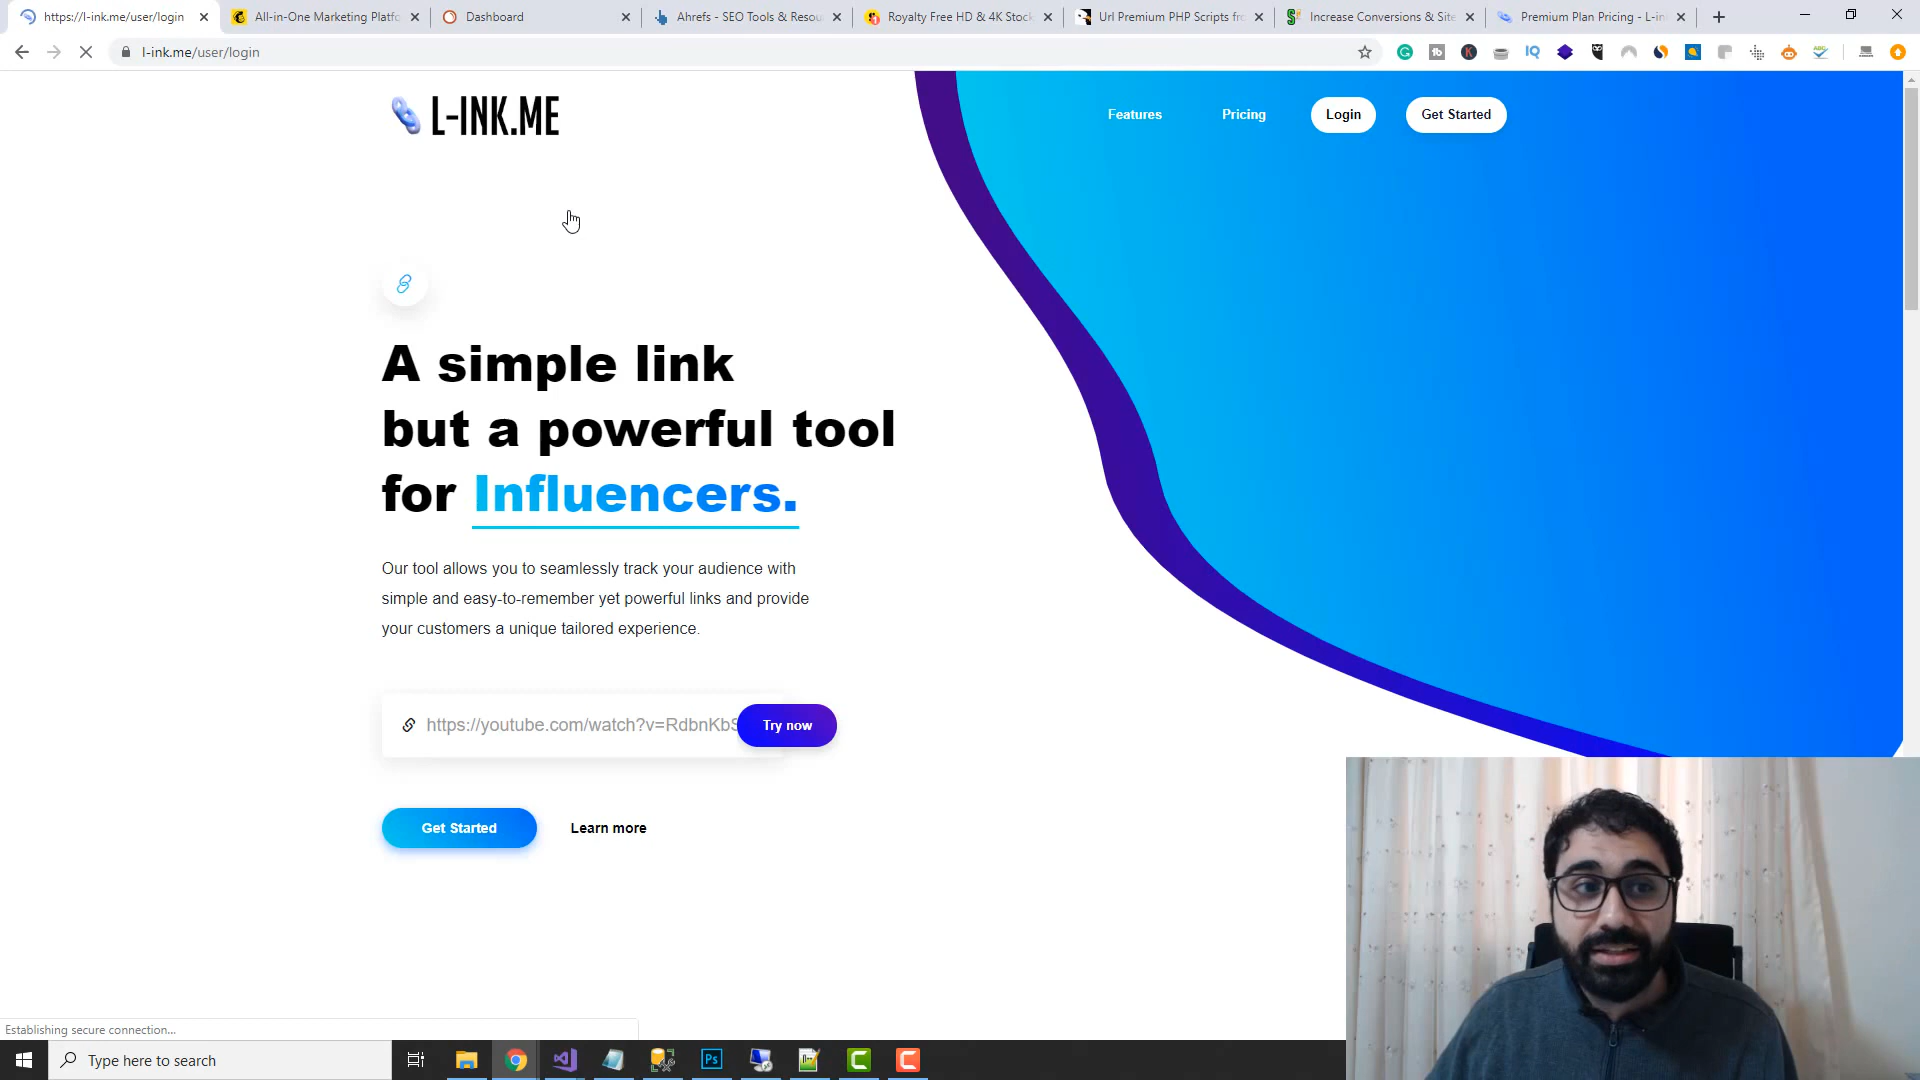 https://l-ink.me/user/login
All-in-One Marketing Platfo
Dashboard
Ahrefs - SEO Tools & Resou
Royalty Free HD & 4K Stock
Url Premium PHP Scripts fro
Increase Conversions & Site
Premium Plan Pricing - L-in
l-ink.me/user/login
L-INK.ME
Features
Pricing
Login
Get Started
A simple link
but a powerful tool
for Influencers.
Our tool allows you to seamlessly track your audience with
simple and easy-to-remember yet powerful links and provide
your customers a unique tailored experience.
https://youtube.com/watch?v=RdbnKbS
Try now
Get Started
Learn more
Establishing secure connection...
Type here to search